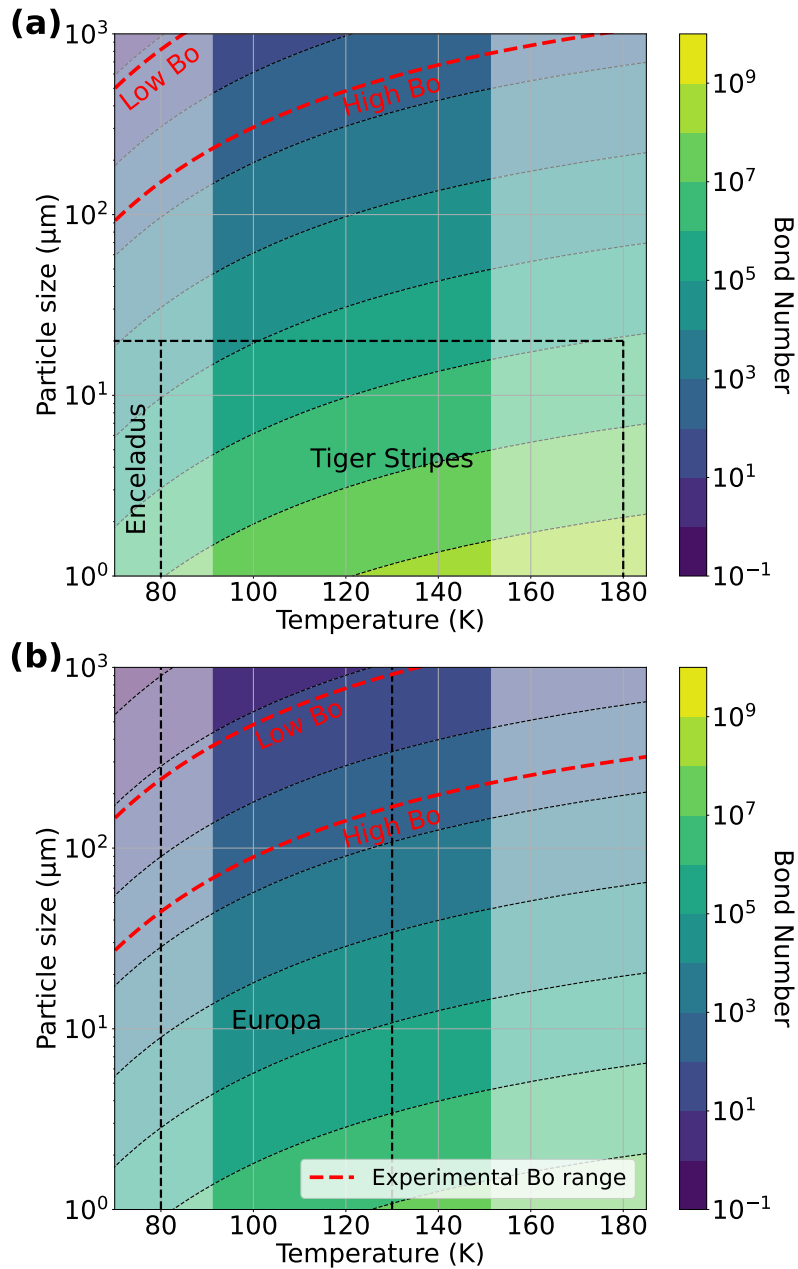 (a)
10³
10²
10¹
10⁰
Particle size (μm)
Low Bo
High Bo
Enceladus
Tiger Stripes
80
100
120
140
160
180
Temperature (K)
10⁹
10⁷
10⁵
10³
10¹
10⁻¹
Bond Number
(b)
10³
10²
10¹
10⁰
Particle size (μm)
Low Bo
High Bo
Europa
Experimental Bo range
80
100
120
140
160
180
Temperature (K)
10⁹
10⁷
10⁵
10³
10¹
10⁻¹
Bond Number